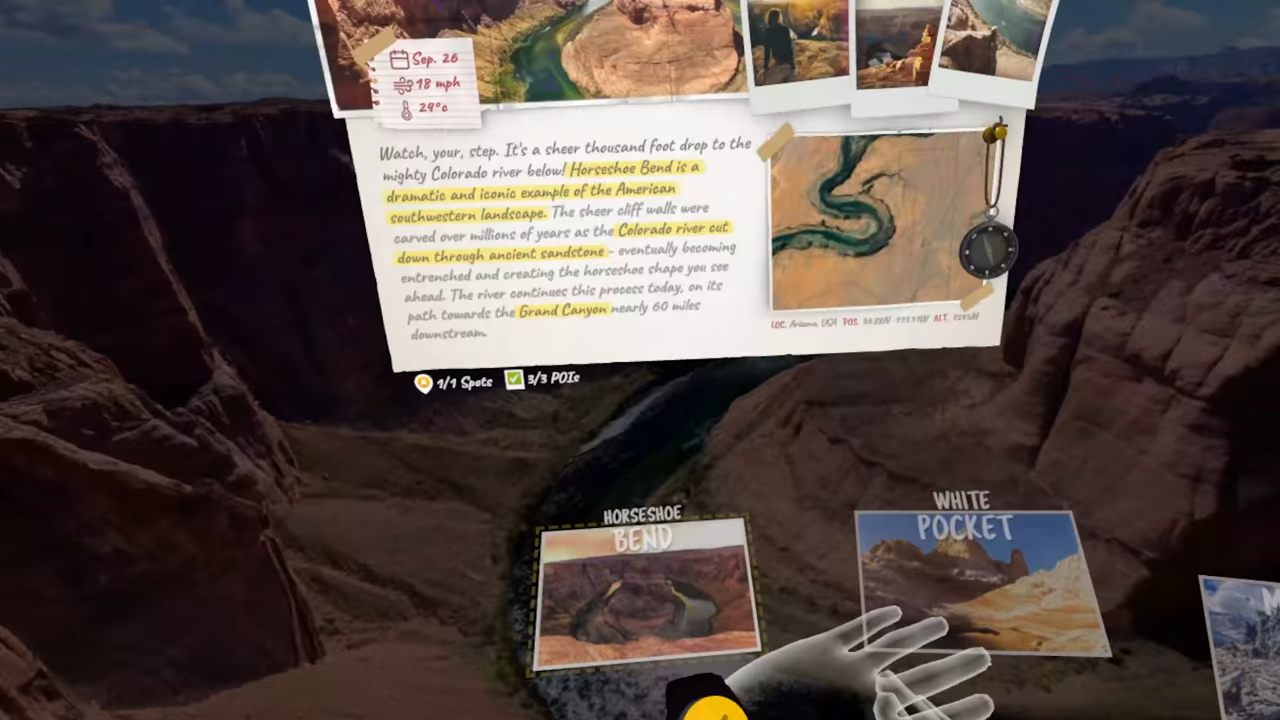 Sep. 26
18 mph
29°c
Watch, your, step. It's a sheer thousand foot drop to the
mighty Colorado river below! Horseshoe Bend is a
dramatic and iconic example of the American
southwestern landscape. The sheer cliff walls were
carved over millions of years as the Colorado river cut
down through ancient sandstone - eventually becoming
entrenched and creating the horseshoe shape you see
ahead. The river continues this process today, on its
path towards the Grand Canyon nearly 60 miles
downstream.
LOC. Arizona, USA POS. ALT.
1/1 Spots 3/3 POIs
HORSESHOE
BEND
WHITE
POCKET